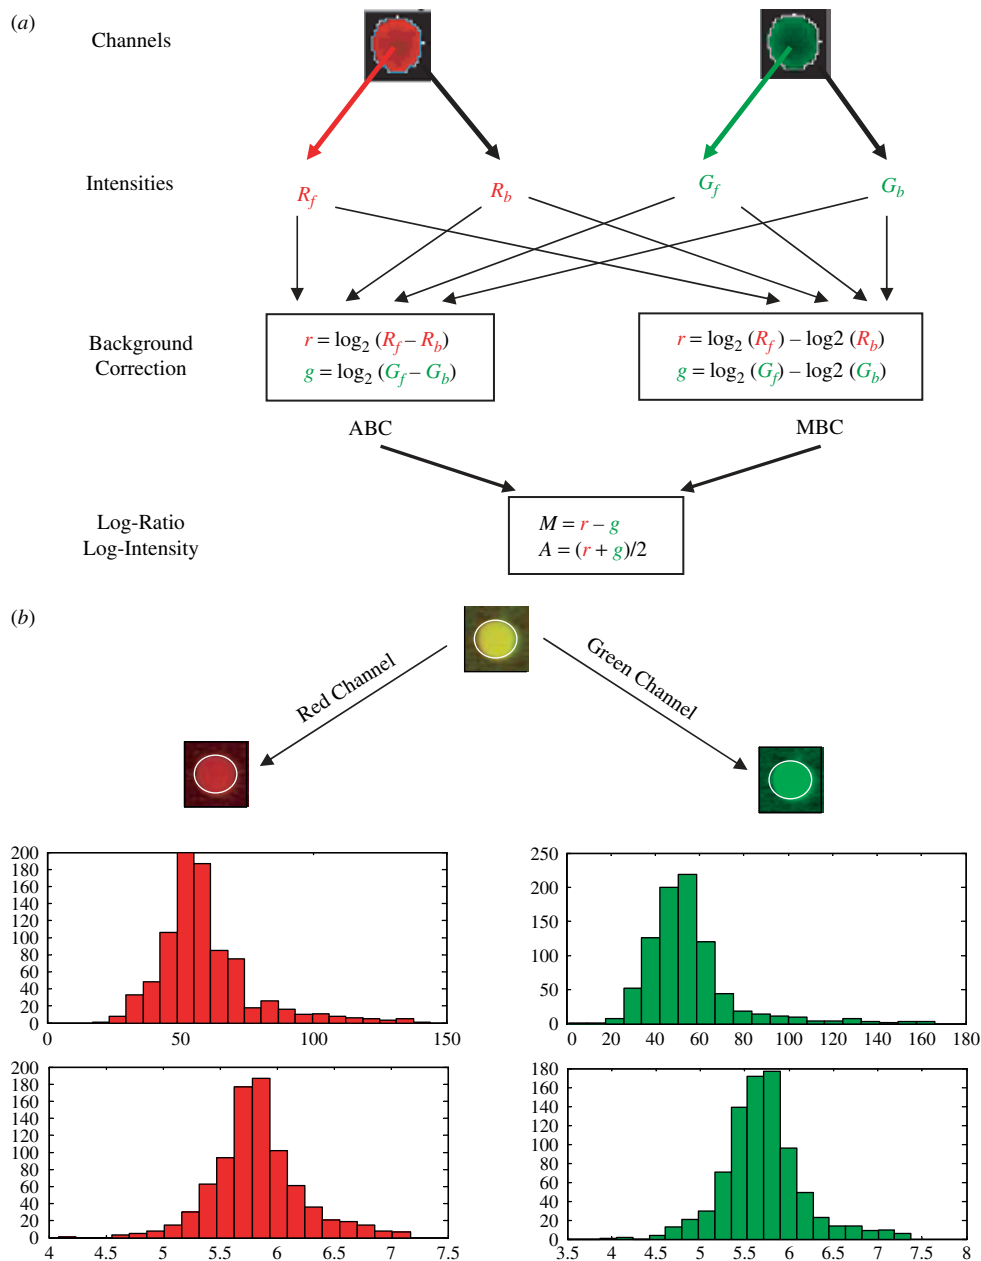 (a)
Channels
Intensities
R_f
R_b
G_f
G_b
Background
Correction
r = log_2 (R_f – R_b)
g = log_2 (G_f – G_b)
r = log_2 (R_f) – log2 (R_b)
g = log_2 (G_f) – log2 (G_b)
ABC
MBC
Log-Ratio
Log-Intensity
M = r – g
A = (r + g)/2
(b)
Red Channel
Green Channel
200
180
160
140
120
100
80
60
40
20
0
0 50 100 150
250
200
150
100
50
0
0 20 40 60 80 100 120 140 160 180
200
180
160
140
120
100
80
60
40
20
0
4 4.5 5 5.5 6 6.5 7 7.5
180
160
140
120
100
80
60
40
20
0
3.5 4 4.5 5 5.5 6 6.5 7 7.5 8